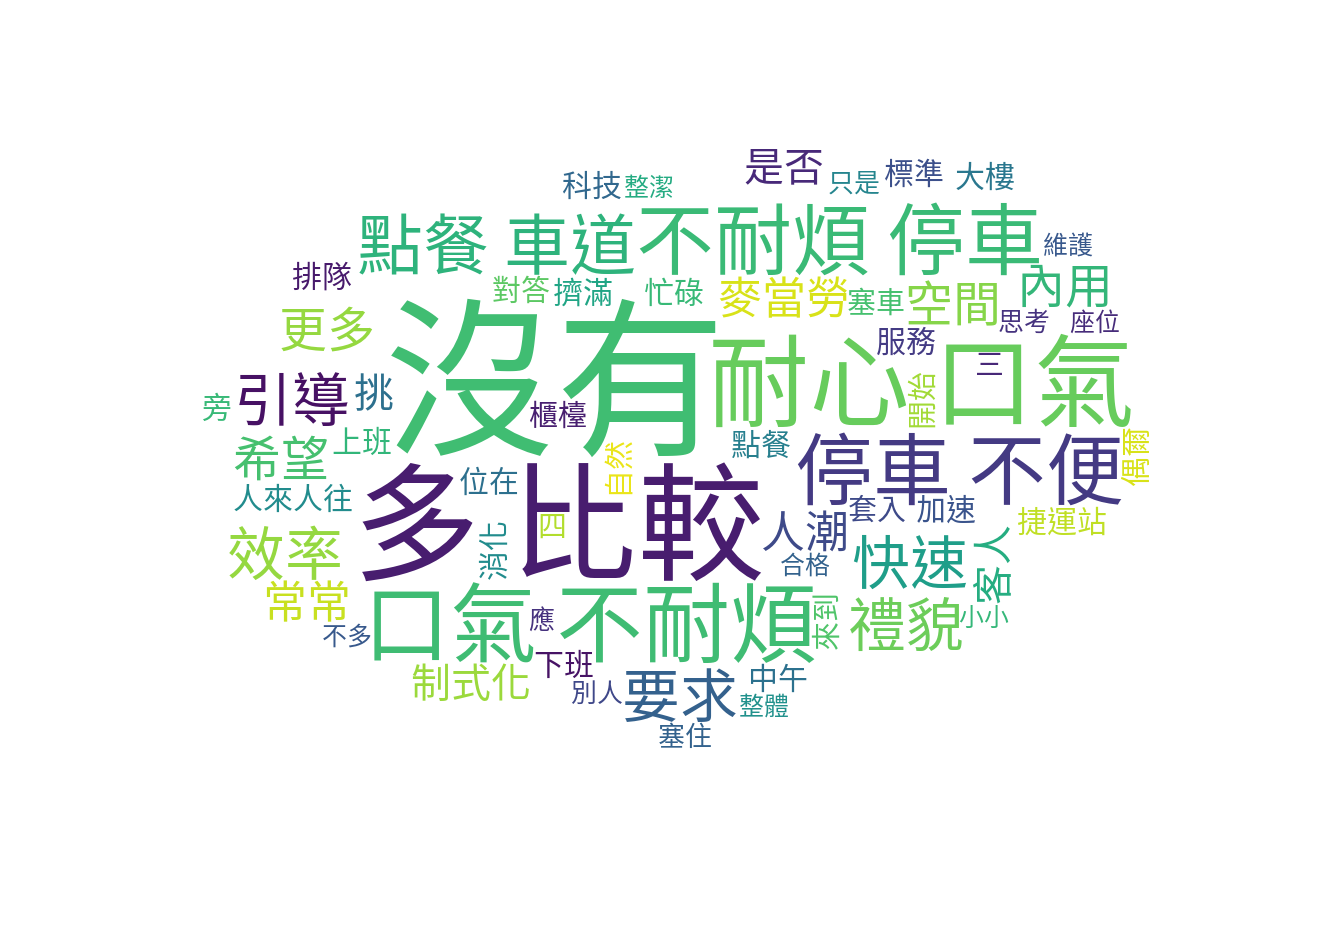 是否
科技
整潔
只是
標準
大樓
點餐 車道
不耐煩 停車
維護
排隊
對答
擠滿
忙碌
麥當勞
塞車
空間
內用
更多
沒有
思考
座位
服務
耐心
口氣
三
旁
引導
挑
櫃檯
開始
希望
上班
點餐
停車 不便
偶爾
人來人往
位在
自然
多 比較
套入
加速
捷運站
效率
消化
四
人潮
合格
快速
客人
常常
口氣 不耐煩
應
來到
禮貌
小小
不多
制式化
下班
別人
要求
中午
整體
塞住